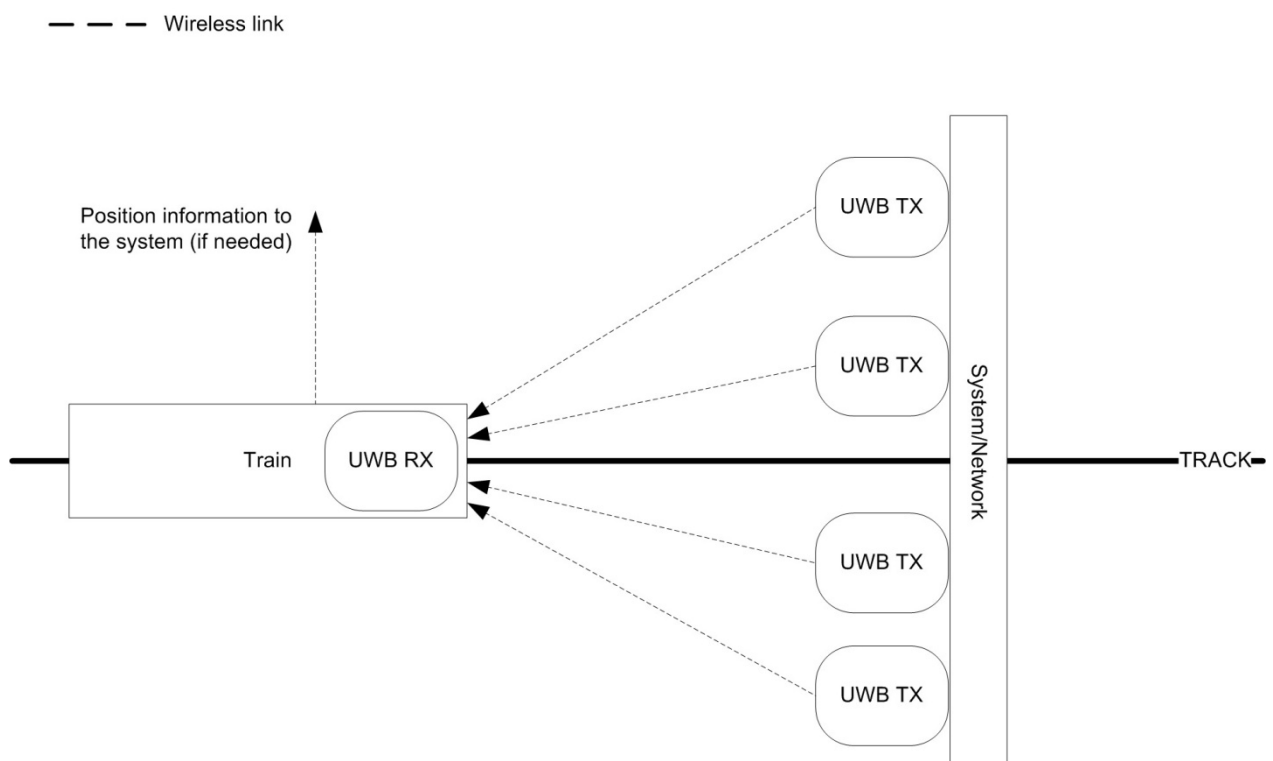 Wireless link
Position information to
the system (if needed)
UWB TX
UWB TX
System/Network
Train
UWB RX
TRACK
UWB TX
UWB TX